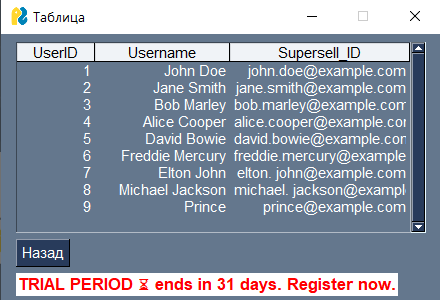 Таблица
UserID Username Supersell_ID
1 John Doe john.doe@example.com
2 Jane Smith jane.smith@example.com
3 Bob Marley bob.marley@example.com
4 Alice Cooper alice.cooper@example.com
5 David Bowie david.bowie@example.con
6 Freddie Mercury freddie.mercury@example
7 Elton John elton. john@example.com
8 Michael Jackson michael. jackson@exampl
9 Prince prince@example.com
Назад
TRIAL PERIOD ⌛ ends in 31 days. Register now.